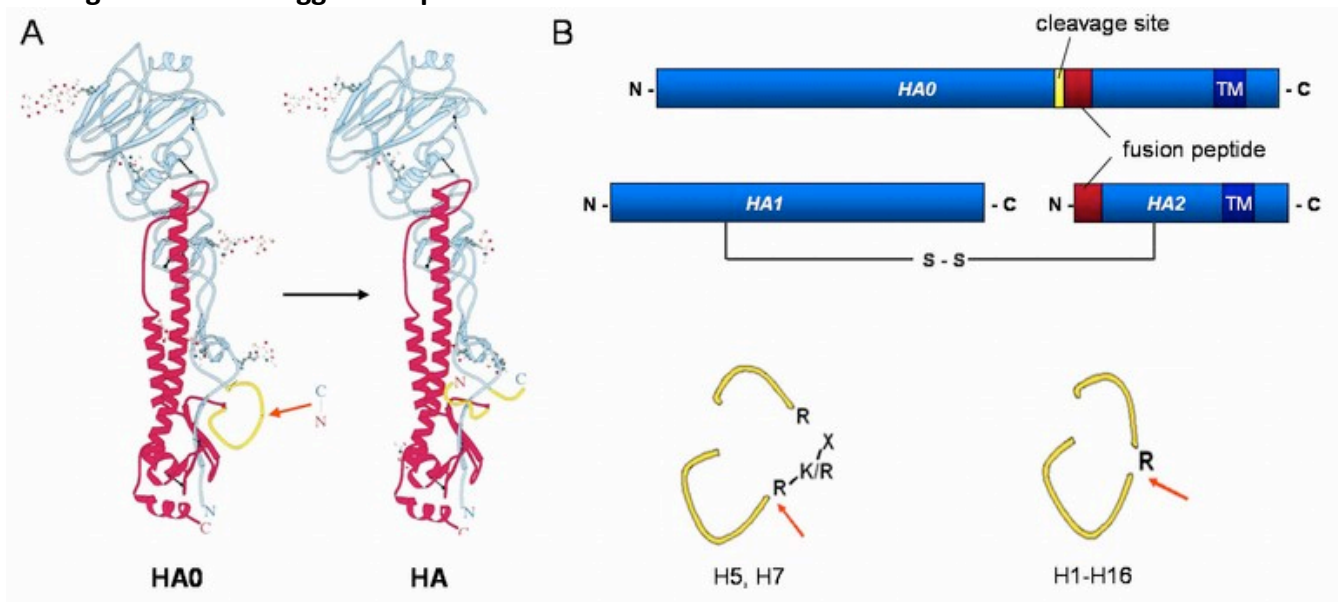 A
B
cleavage site
N -
HA0
TM
- C
fusion peptide
N -
HA1
- C
N -
HA2
TM
- C
S - S
C
N
N
C
N
C
N
C
R
X
K/R
R
R
HA0
HA
H5, H7
H1-H16